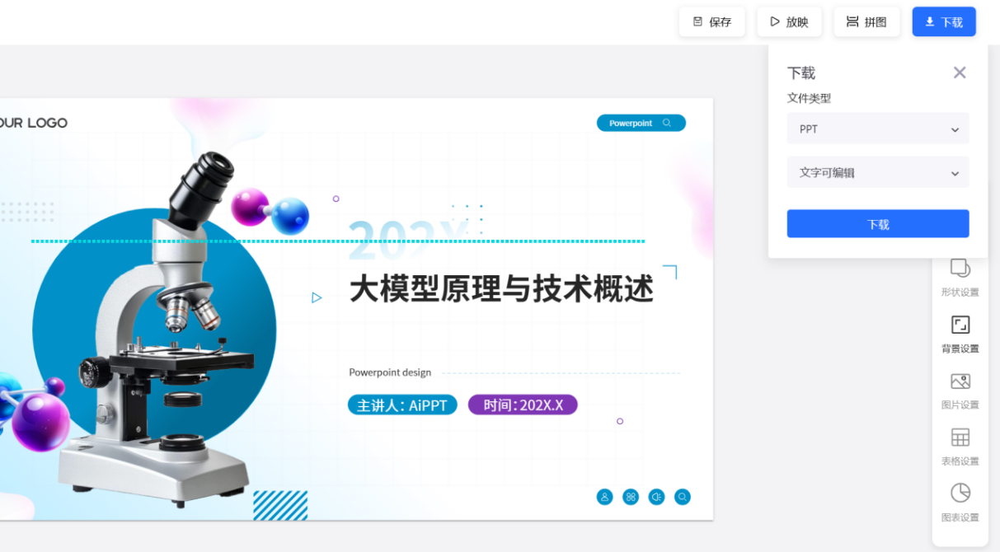 保存
放映
拼图
下载
下载
文件类型
PPT
文字可编辑
下载
OUR LOGO
Powerpoint
202X
大模型原理与技术概述
Powerpoint design
主讲人：AiPPT
时间：202X.X
形状设置
背景设置
图片设置
表格设置
图表设置